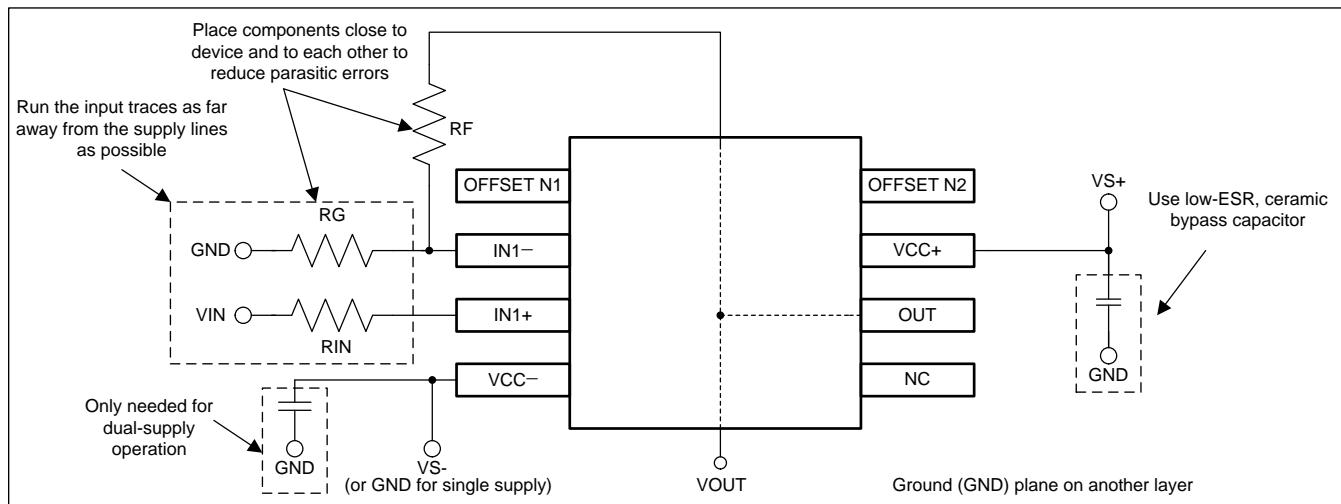 Place components close to
device and to each other to
reduce parasitic errors
Run the input traces as far
away from the supply lines
as possible
RF
OFFSET N1
OFFSET N2
VS+
Use low-ESR, ceramic
bypass capacitor
RG
GND
IN1−
VCC+
VIN
RIN
IN1+
OUT
GND
VCC−
NC
Only needed for
dual-supply
operation
GND
VS-
(or GND for single supply)
VOUT
Ground (GND) plane on another layer